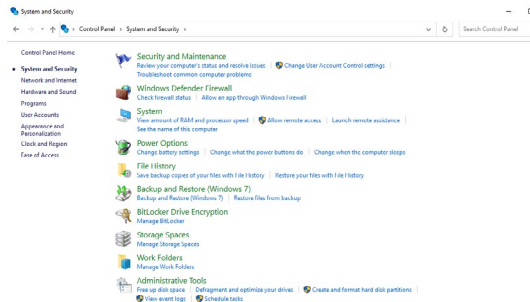 System and Security
Control Panel > System and Security >
Search Control Panel
Control Panel Home
System and Security
Network and Internet
Hardware and Sound
Programs
User Accounts
Appearance and
Personalization
Clock and Region
Ease of Access
Security and Maintenance
Review your computer's status and resolve issues | Change User Account Control settings |
Troubleshoot common computer problems
Windows Defender Firewall
Check firewall status | Allow an app through Windows Firewall
System
View amount of RAM and processor speed | Allow remote access | Launch remote assistance |
See the name of this computer
Power Options
Change battery settings | Change what the power buttons do | Change when the computer sleeps
File History
Save backup copies of your files with File History | Restore your files with File History
Backup and Restore (Windows 7)
Backup and Restore (Windows 7) | Restore files from backup
BitLocker Drive Encryption
Manage BitLocker
Storage Spaces
Manage Storage Spaces
Work Folders
Manage Work Folders
Administrative Tools
Free up disk space | Defragment and optimize your drives | Create and format hard disk partitions |
View event logs | Schedule tasks